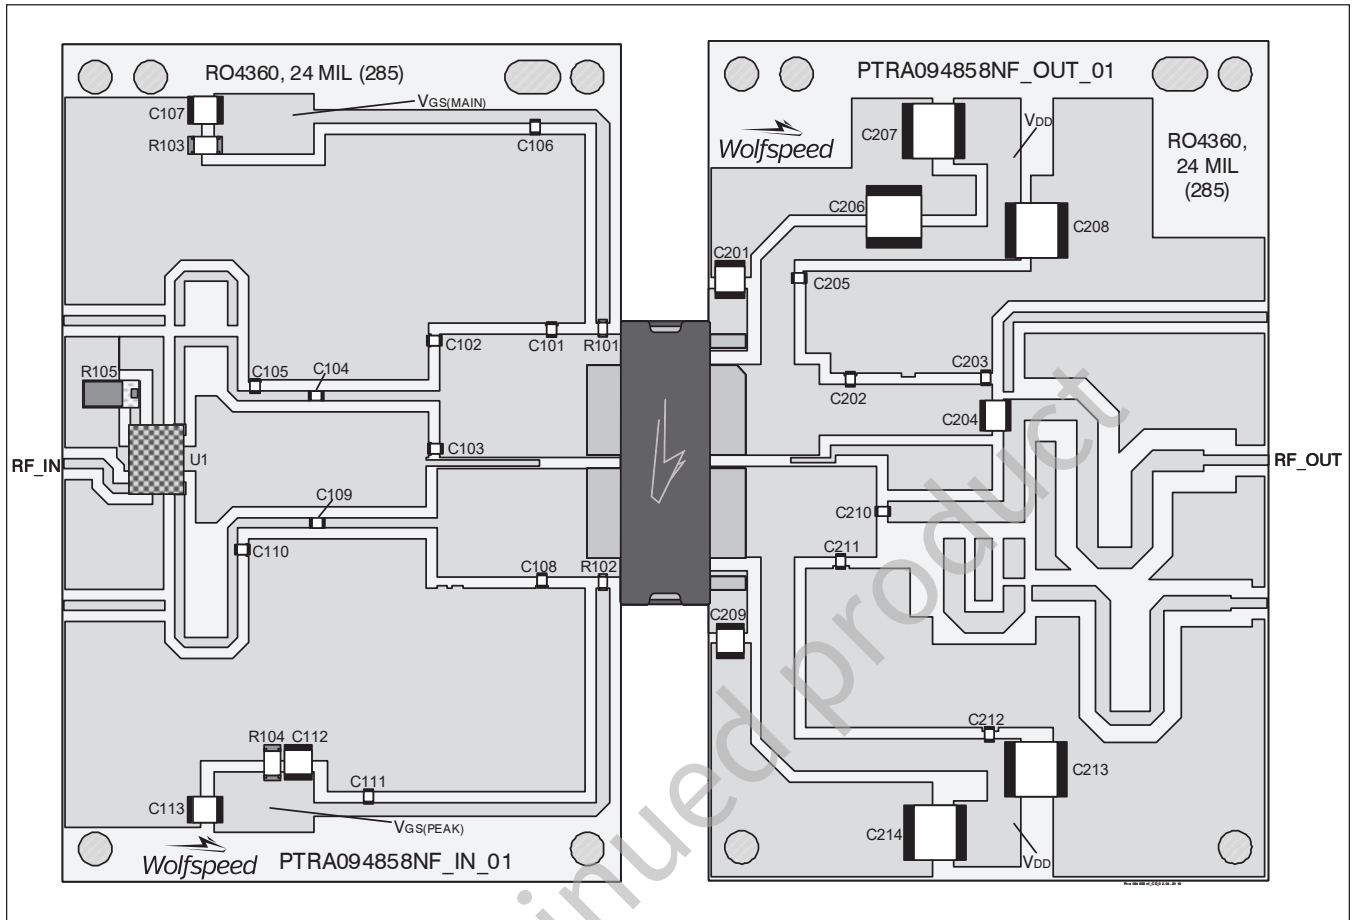 RO4360, 24 MIL (285)
C107
VGS(MAIN)
R103
C106
C102
C101
R101
R105
C105
C104
C103
RF_IN
U1
C109
C110
C108
R102
R104
C112
C111
C113
VGS(PEAK)
Wolfspeed
PTRA094858NF_IN_01
PTRA094858NF_OUT_01
Wolfspeed
C207
VDD
RO4360,
24 MIL
(285)
C206
C208
C201
C205
C203
C202
C204
RF_OUT
C210
C211
C209
C212
C213
C214
VDD
inued product